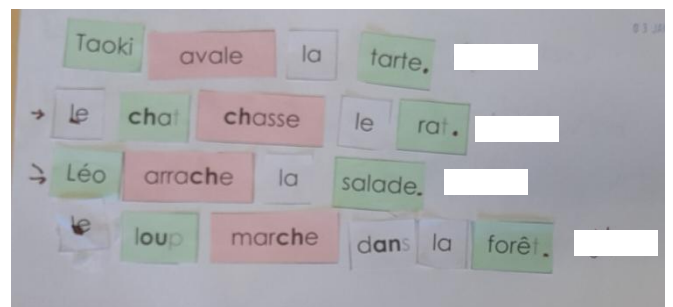 Taoki avale la tarte.
→ le chat chasse le rat.
→ Léo arrache la salade.
le loup marche dans la forêt.